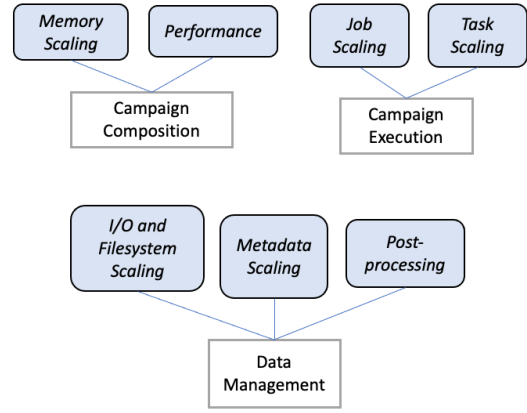 Memory
Scaling
Performance
Job
Scaling
Task
Scaling
Campaign
Composition
Campaign
Execution
I/O and
Filesystem
Scaling
Metadata
Scaling
Post-
processing
Data
Management